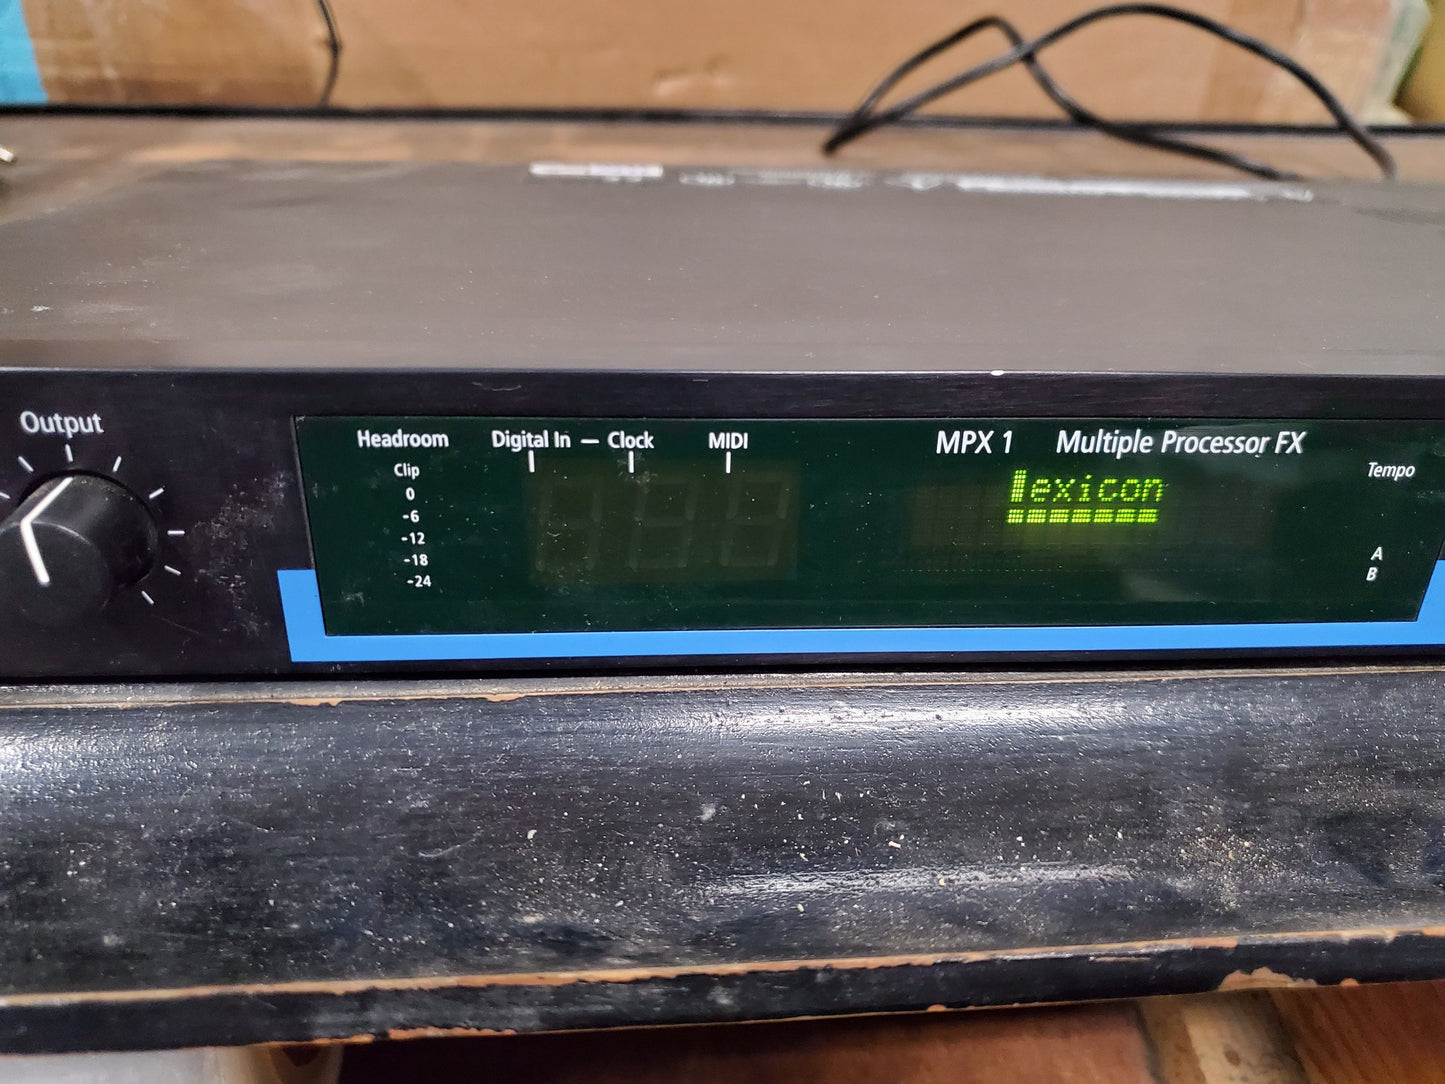 Output
Headroom
Clip
0
-6
-12
-18
-24
Digital In – Clock
MIDI
MPX 1 Multiple Processor FX
lexicon
Tempo
A
B